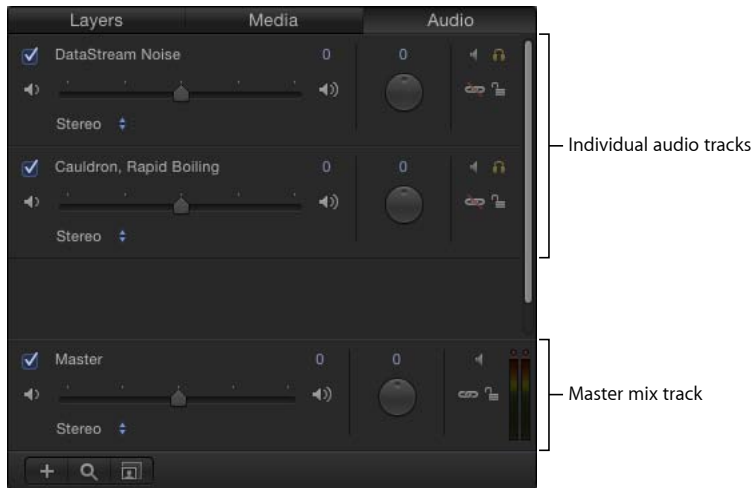 Layers Media Audio
DataStream Noise 0 0
Stereo
Individual audio tracks
Cauldron, Rapid Boiling 0 0
Stereo
Master 0 0
Master mix track
Stereo